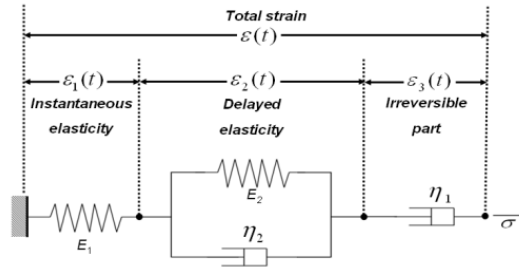 Total strain
ε(t)
ε₁(t) ε₂(t) ε₃(t)
Instantaneous elasticity Delayed elasticity Irreversible part
E₂
η₁
η₂
E₁
σ